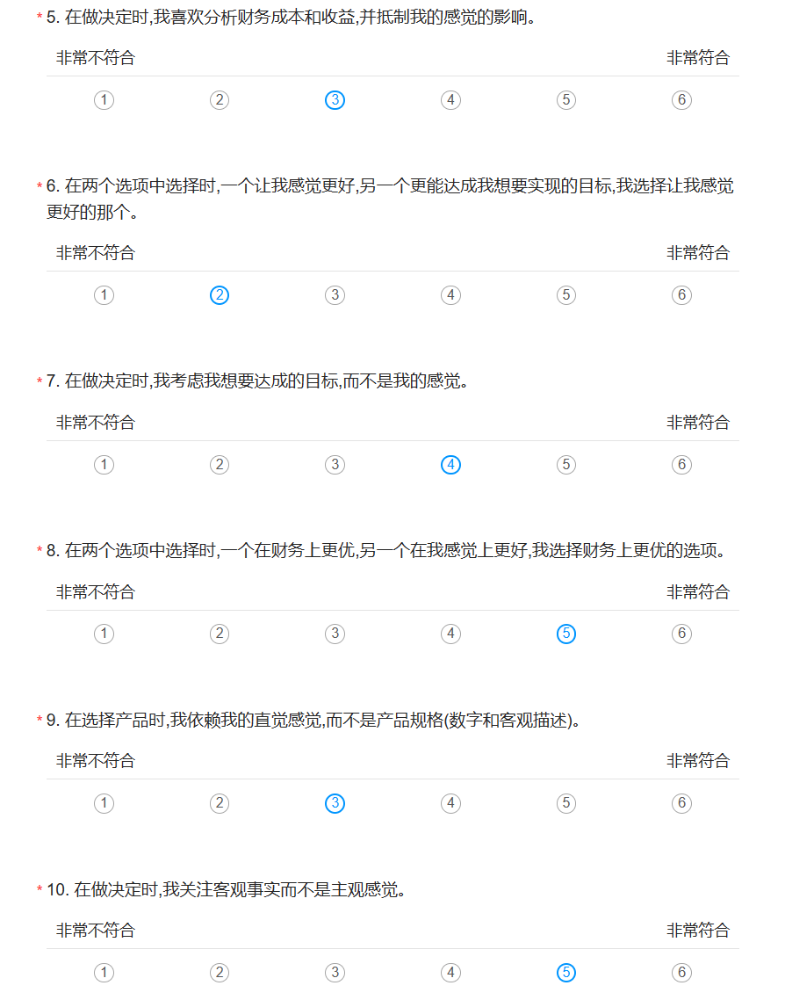 * 5. 在做决定时,我喜欢分析财务成本和收益,并抵制我的感觉的影响。
非常不符合 非常符合
1 2 3 4 5 6
* 6. 在两个选项中选择时,一个让我感觉更好,另一个更能达成我想要实现的目标,我选择让我感觉
更好的那个。
非常不符合 非常符合
1 2 3 4 5 6
* 7. 在做决定时,我考虑我想要达成的目标,而不是我的感觉。
非常不符合 非常符合
1 2 3 4 5 6
* 8. 在两个选项中选择时,一个在财务上更优,另一个在我感觉上更好,我选择财务上更优的选项。
非常不符合 非常符合
1 2 3 4 5 6
* 9. 在选择产品时,我依赖我的直觉感觉,而不是产品规格(数字和客观描述)。
非常不符合 非常符合
1 2 3 4 5 6
* 10. 在做决定时,我关注客观事实而不是主观感觉。
非常不符合 非常符合
1 2 3 4 5 6